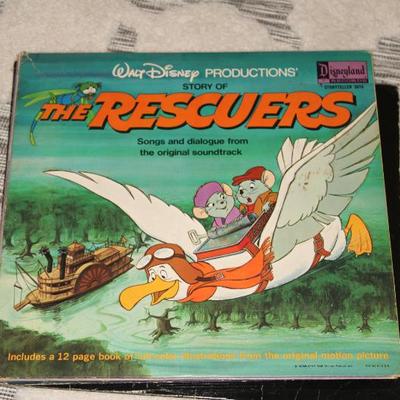 Walt Disney PRODUCTIONS'
STORY OF
THE RESCUERS
Disneyland
STORYTELLER
Songs and dialogue from
the original soundtrack
Includes a 12 page book of full color illustrations from the original motion picture